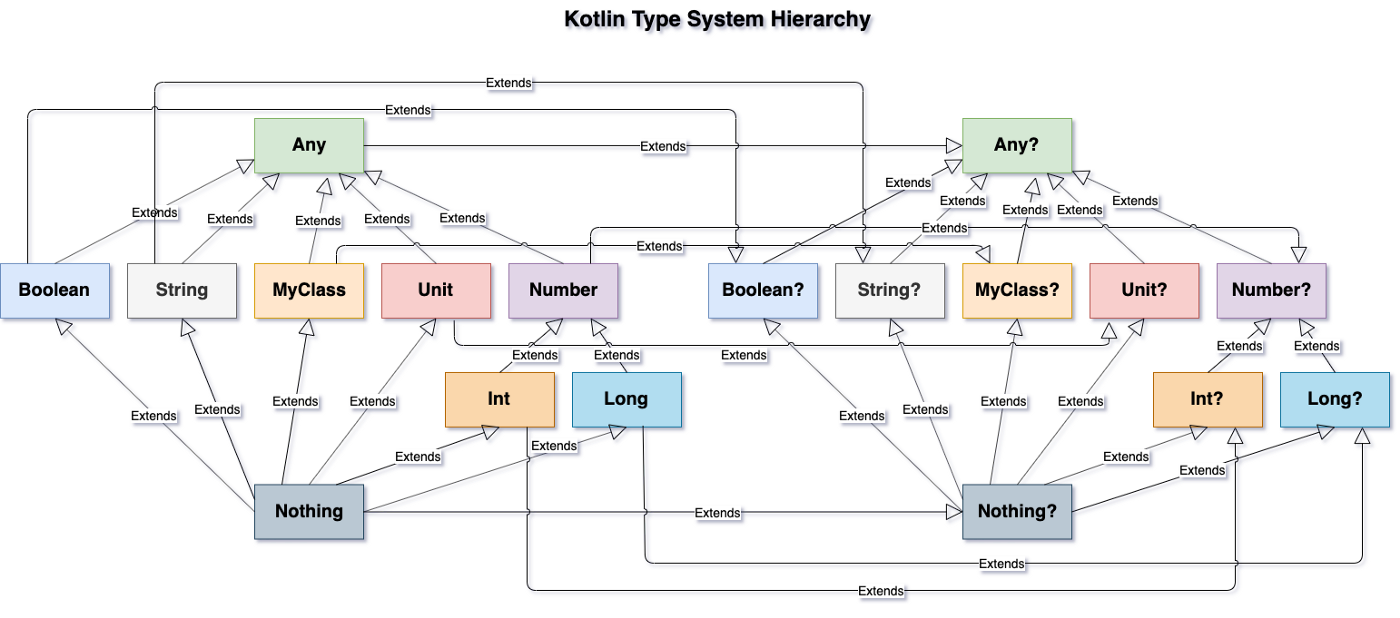 Kotlin Type System Hierarchy
Extends
Extends
Any
Extends
Any?
Extends
Extends
Extends
Extends
Extends
Extends
Extends
Extends
Extends
Extends
Extends
Extends
Extends
Boolean
String
MyClass
Unit
Number
Boolean?
String?
MyClass?
Unit?
Number?
Extends
Extends
Extends
Extends
Extends
Int
Long
Int?
Long?
Extends
Extends
Extends
Extends
Extends
Extends
Extends
Extends
Extends
Extends
Extends
Extends
Nothing
Extends
Nothing?
Extends
Extends